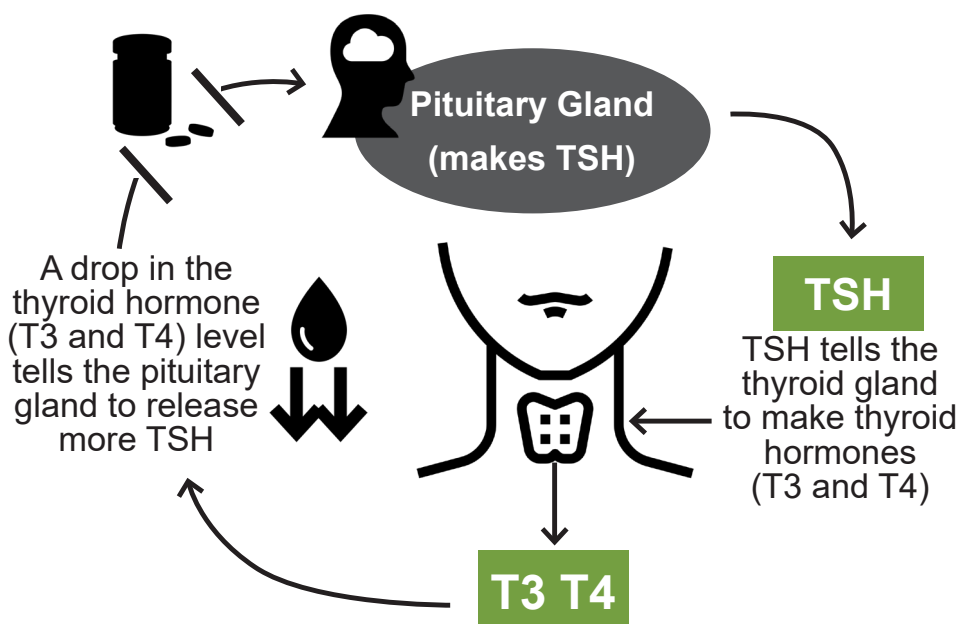 Pituitary Gland
(makes TSH)
TSH
TSH tells the
thyroid gland
to make thyroid
hormones
(T3 and T4)
T3 T4
A drop in the
thyroid hormone
(T3 and T4) level
tells the pituitary
gland to release
more TSH